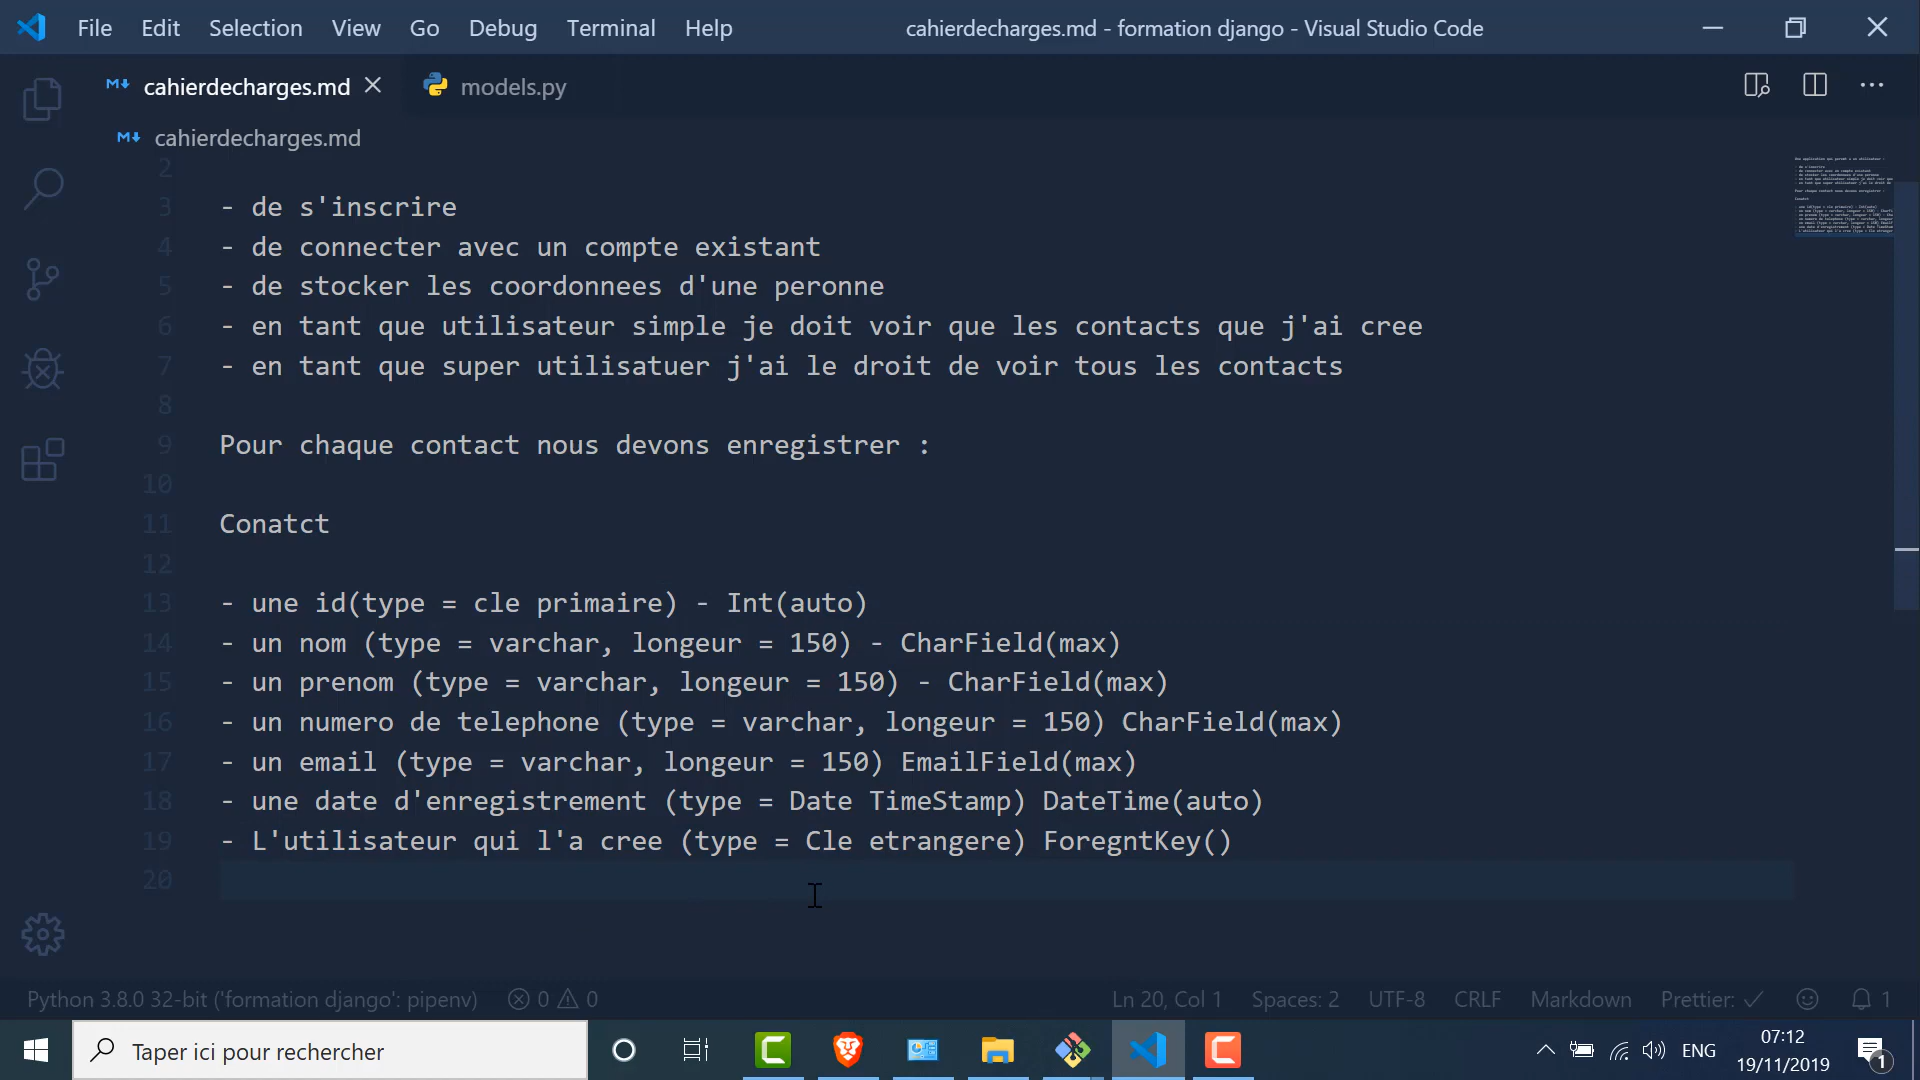 File Edit Selection View Go Debug Terminal Help cahierdecharges.md - formation django - Visual Studio Code
cahierdecharges.md models.py
cahierdecharges.md
2
3 - de s'inscrire
4 - de connecter avec un compte existant
5 - de stocker les coordonnees d'une peronne
6 - en tant que utilisateur simple je doit voir que les contacts que j'ai cree
7 - en tant que super utilisatuer j'ai le droit de voir tous les contacts
8
9 Pour chaque contact nous devons enregistrer :
10
11 Conatct
12
13 - une id(type = cle primaire) - Int(auto)
14 - un nom (type = varchar, longeur = 150) - CharField(max)
15 - un prenom (type = varchar, longeur = 150) - CharField(max)
16 - un numero de telephone (type = varchar, longeur = 150) CharField(max)
17 - un email (type = varchar, longeur = 150) EmailField(max)
18 - une date d'enregistrement (type = Date TimeStamp) DateTime(auto)
19 - L'utilisateur qui l'a cree (type = Cle etrangere) ForegntKey()
20
Python 3.8.0 32-bit ('formation django': pipenv) 0 0 Ln 20, Col 1 Spaces: 2 UTF-8 CRLF Markdown Prettier: ✓ 1
Taper ici pour rechercher ENG 07:12
19/11/2019 1